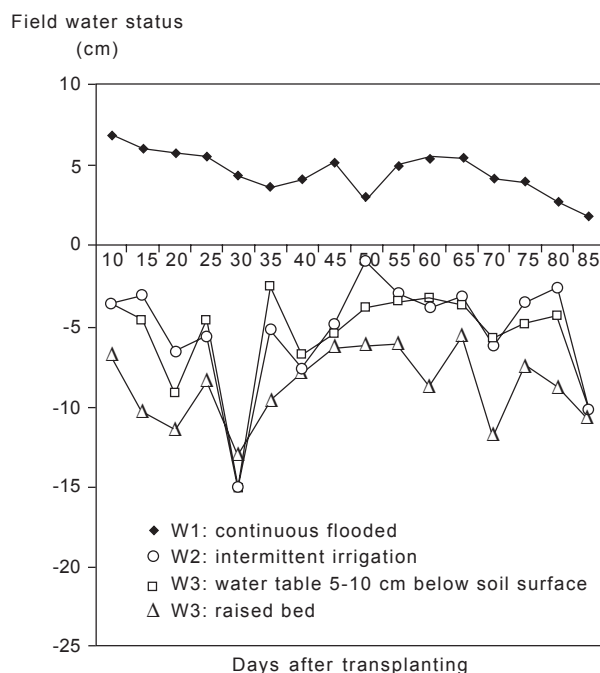 Field water status
(cm)
10
5
0
10 15 20 25 30 35 40 45 50 55 60 65 70 75 80 85
-5
-10
-15
W1: continuous flooded
W2: intermittent irrigation
W3: water table 5-10 cm below soil surface
W3: raised bed
-20
-25
Days after transplanting